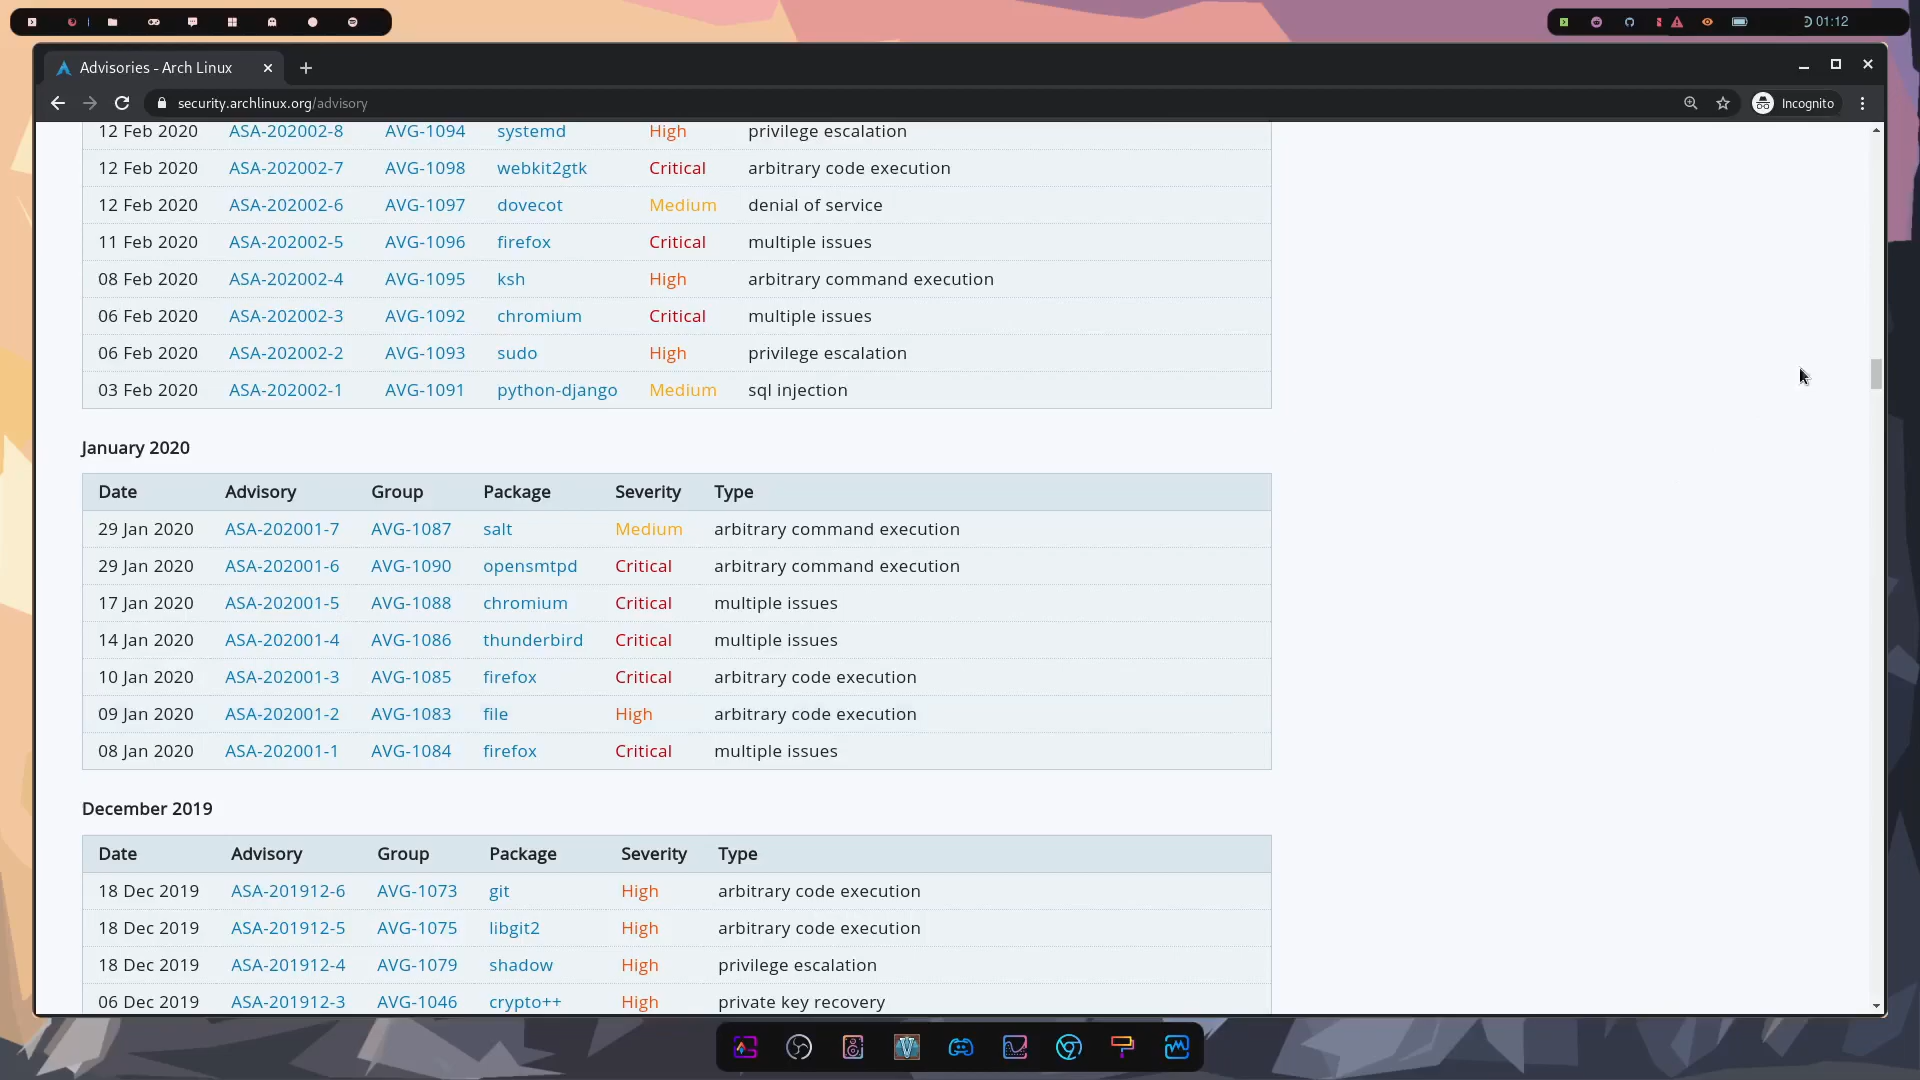 01:12
Advisories - Arch Linux
security.archlinux.org/advisory
Incognito
12 Feb 2020 ASA-202002-8 AVG-1094 systemd High privilege escalation
12 Feb 2020 ASA-202002-7 AVG-1098 webkit2gtk Critical arbitrary code execution
12 Feb 2020 ASA-202002-6 AVG-1097 dovecot Medium denial of service
11 Feb 2020 ASA-202002-5 AVG-1096 firefox Critical multiple issues
08 Feb 2020 ASA-202002-4 AVG-1095 ksh High arbitrary command execution
06 Feb 2020 ASA-202002-3 AVG-1092 chromium Critical multiple issues
06 Feb 2020 ASA-202002-2 AVG-1093 sudo High privilege escalation
03 Feb 2020 ASA-202002-1 AVG-1091 python-django Medium sql injection
January 2020
Date Advisory Group Package Severity Type
29 Jan 2020 ASA-202001-7 AVG-1087 salt Medium arbitrary command execution
29 Jan 2020 ASA-202001-6 AVG-1090 opensmtpd Critical arbitrary command execution
17 Jan 2020 ASA-202001-5 AVG-1088 chromium Critical multiple issues
14 Jan 2020 ASA-202001-4 AVG-1086 thunderbird Critical multiple issues
10 Jan 2020 ASA-202001-3 AVG-1085 firefox Critical arbitrary code execution
09 Jan 2020 ASA-202001-2 AVG-1083 file High arbitrary code execution
08 Jan 2020 ASA-202001-1 AVG-1084 firefox Critical multiple issues
December 2019
Date Advisory Group Package Severity Type
18 Dec 2019 ASA-201912-6 AVG-1073 git High arbitrary code execution
18 Dec 2019 ASA-201912-5 AVG-1075 libgit2 High arbitrary code execution
18 Dec 2019 ASA-201912-4 AVG-1079 shadow High privilege escalation
06 Dec 2019 ASA-201912-3 AVG-1046 crypto++ High private key recovery